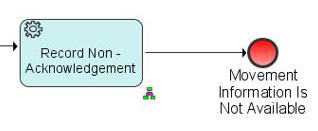 Record Non -
Acknowledgement
Movement
Information Is
Not Available